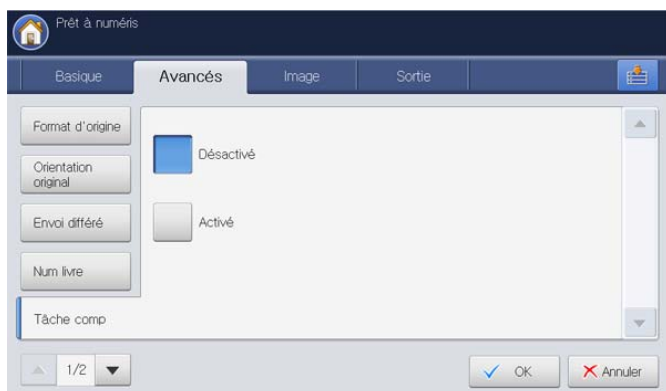 Prêt à numéris
Basique
Avancés
Image
Sortie
Format d'origine
Orientation
original
Envoi différé
Num livre
Tâche comp
Désactivé
Activé
1/2
OK
Annuler